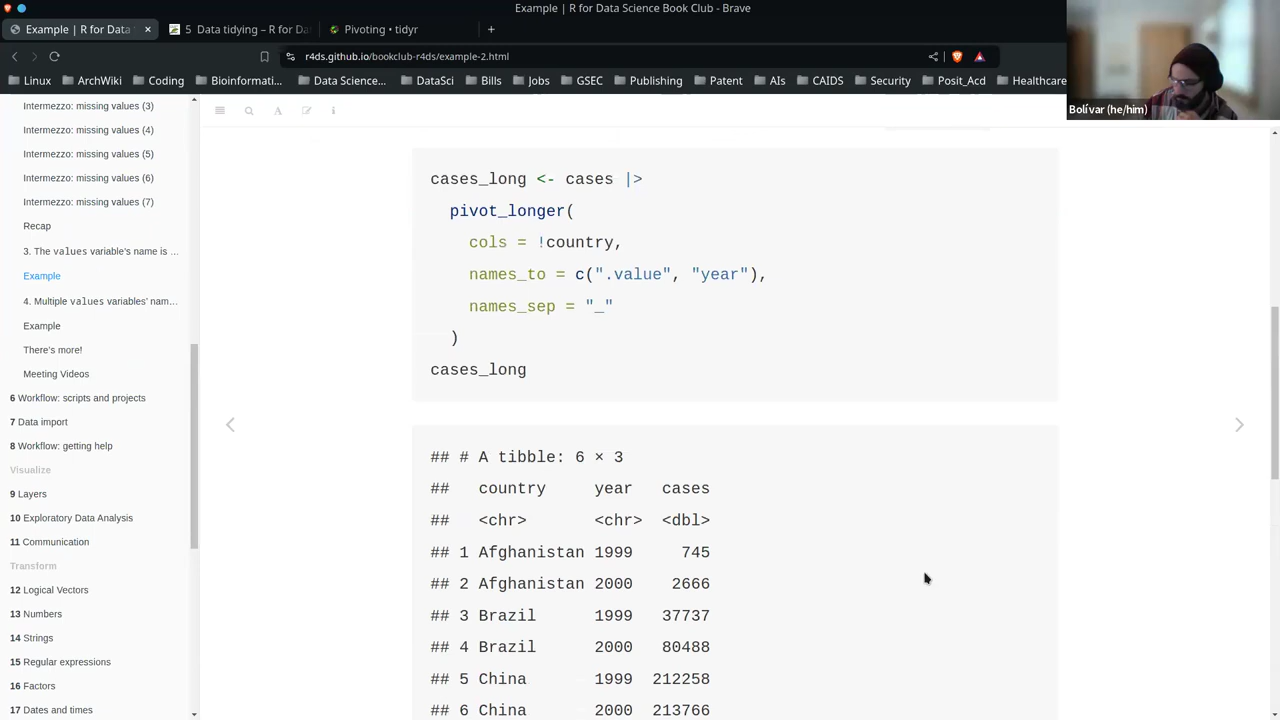 Example | R for Data Science Book Club - Brave
Example | R for Data
5 Data tidying – R for Da
Pivoting • tidyr
r4ds.github.io/bookclub-r4ds/example-2.html
Linux
ArchWiki
Coding
Bioinformati...
Data Science...
DataSci
Bills
Jobs
GSEC
Publishing
Patent
AIs
CAIDS
Security
Posit_Acd
Healthcare
Bolívar (he/him)
Intermezzo: missing values (3)
Intermezzo: missing values (4)
Intermezzo: missing values (5)
Intermezzo: missing values (6)
Intermezzo: missing values (7)
Recap
3. The values variable's name is ...
Example
4. Multiple values variables' nam...
Example
There's more!
Meeting Videos
6 Workflow: scripts and projects
7 Data import
8 Workflow: getting help
Visualize
9 Layers
10 Exploratory Data Analysis
11 Communication
Transform
12 Logical Vectors
13 Numbers
14 Strings
15 Regular expressions
16 Factors
17 Dates and times
cases_long <- cases |>
  pivot_longer(
    cols = !country,
    names_to = c(".value", "year"),
    names_sep = "_"
  )
cases_long
## # A tibble: 6 × 3
##   country     year   cases
##   <chr>       <chr>  <dbl>
## 1 Afghanistan 1999     745
## 2 Afghanistan 2000    2666
## 3 Brazil      1999   37737
## 4 Brazil      2000   80488
## 5 China       1999  212258
## 6 China       2000  213766